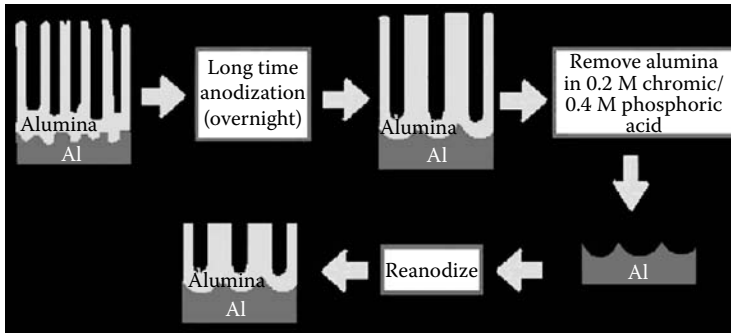 Alumina
Al
Long time
anodization
(overnight)
Alumina
Al
Remove alumina
in 0.2 M chromic/
0.4 M phosphoric
acid
Al
Reanodize
Alumina
Al